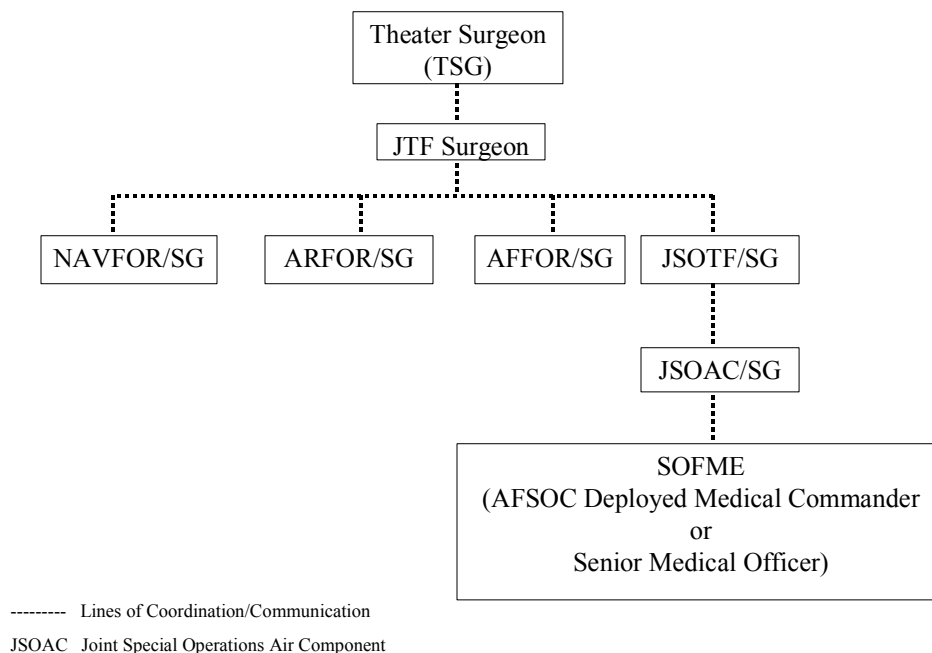 Theater Surgeon
(TSG)
JTF Surgeon
NAVFOR/SG
ARFOR/SG
AFFOR/SG
JSOTF/SG
JSOAC/SG
SOFME
(AFSOC Deployed Medical Commander
or
Senior Medical Officer)
--------- Lines of Coordination/Communication
JSOAC Joint Special Operations Air Component